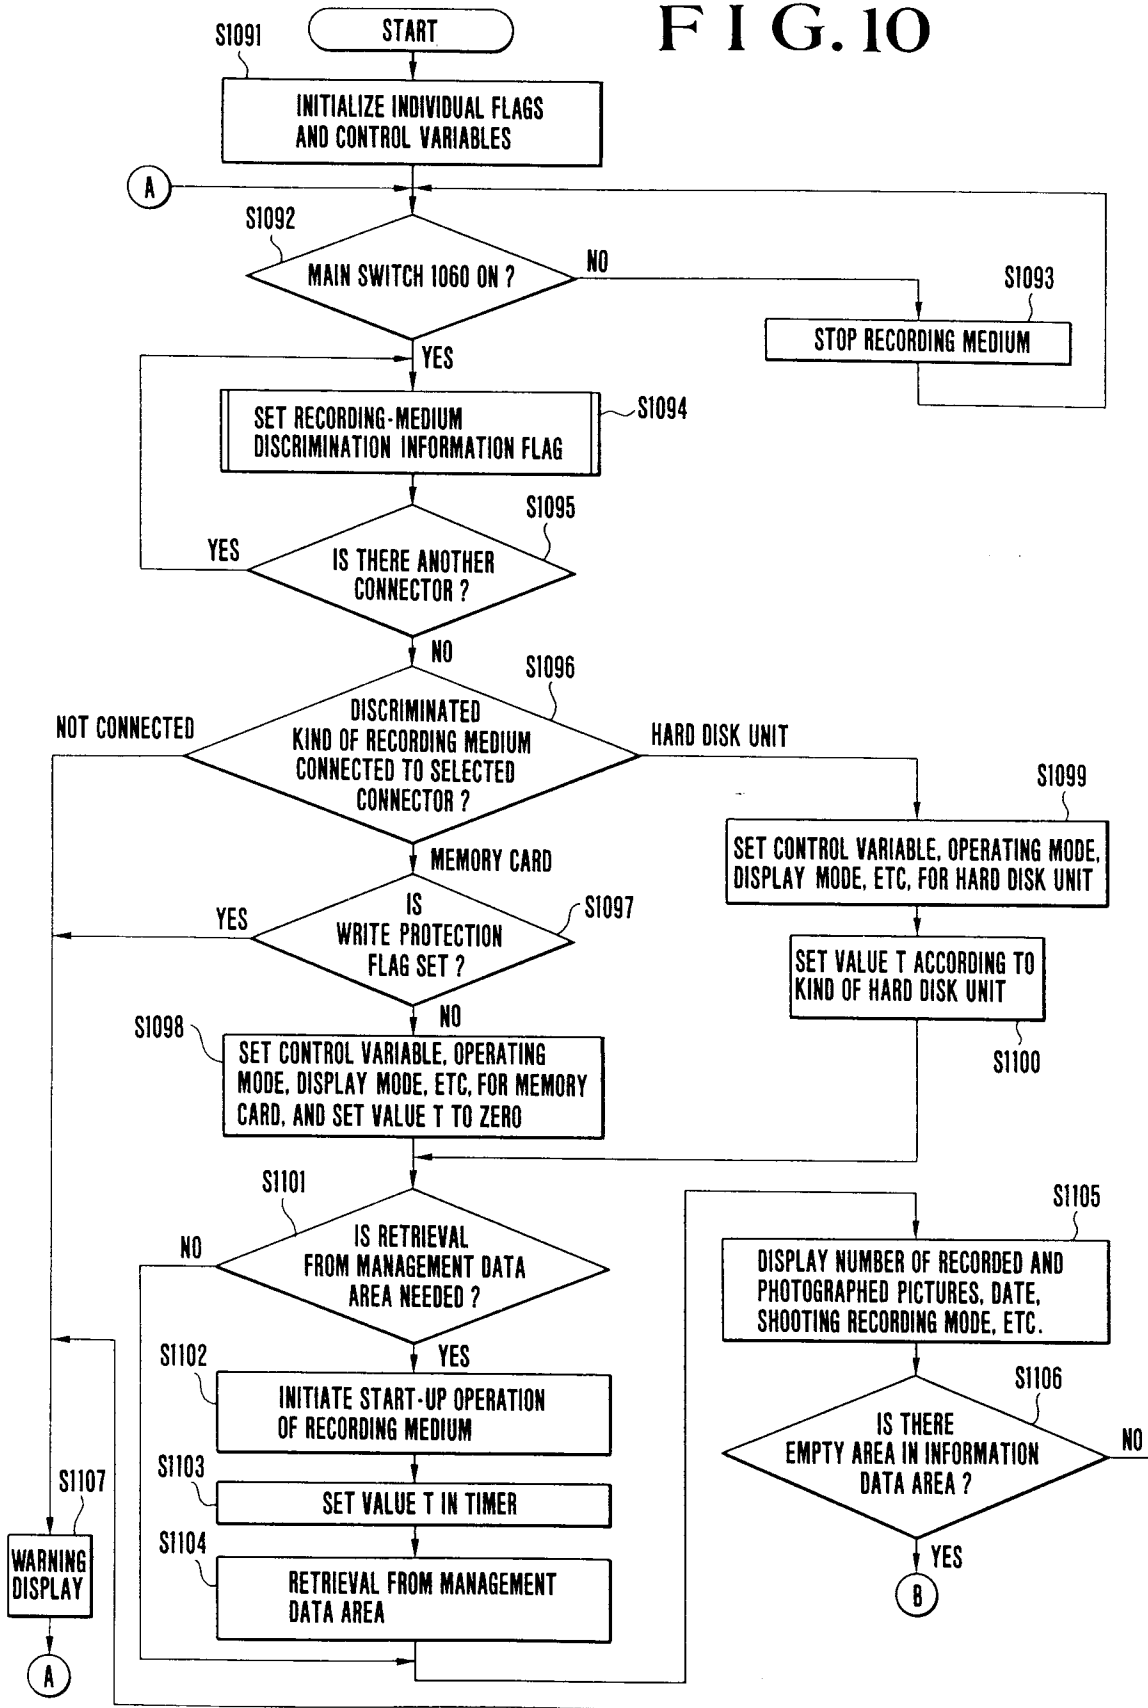 FIG.10
START
S1091
INITIALIZE INDIVIDUAL FLAGS
AND CONTROL VARIABLES
A
S1092
MAIN SWITCH 1060 ON ?
NO
S1093
STOP RECORDING MEDIUM
YES
SET RECORDING-MEDIUM
DISCRIMINATION INFORMATION FLAG
S1094
S1095
YES
IS THERE ANOTHER
CONNECTOR ?
NO
S1096
NOT CONNECTED
DISCRIMINATED
KIND OF RECORDING MEDIUM
CONNECTED TO SELECTED
CONNECTOR ?
HARD DISK UNIT
S1099
SET CONTROL VARIABLE, OPERATING MODE,
DISPLAY MODE, ETC, FOR HARD DISK UNIT
MEMORY CARD
YES
IS
WRITE PROTECTION
FLAG SET ?
S1097
SET VALUE T ACCORDING TO
KIND OF HARD DISK UNIT
S1100
NO
S1098
SET CONTROL VARIABLE, OPERATING
MODE, DISPLAY MODE, ETC, FOR MEMORY
CARD, AND SET VALUE T TO ZERO
S1101
NO
IS RETRIEVAL
FROM MANAGEMENT DATA
AREA NEEDED ?
YES
S1102
INITIATE START-UP OPERATION
OF RECORDING MEDIUM
S1103
SET VALUE T IN TIMER
S1104
RETRIEVAL FROM MANAGEMENT
DATA AREA
S1105
DISPLAY NUMBER OF RECORDED AND
PHOTOGRAPHED PICTURES, DATE,
SHOOTING RECORDING MODE, ETC.
S1106
IS THERE
EMPTY AREA IN INFORMATION
DATA AREA ?
NO
YES
B
S1107
WARNING
DISPLAY
A